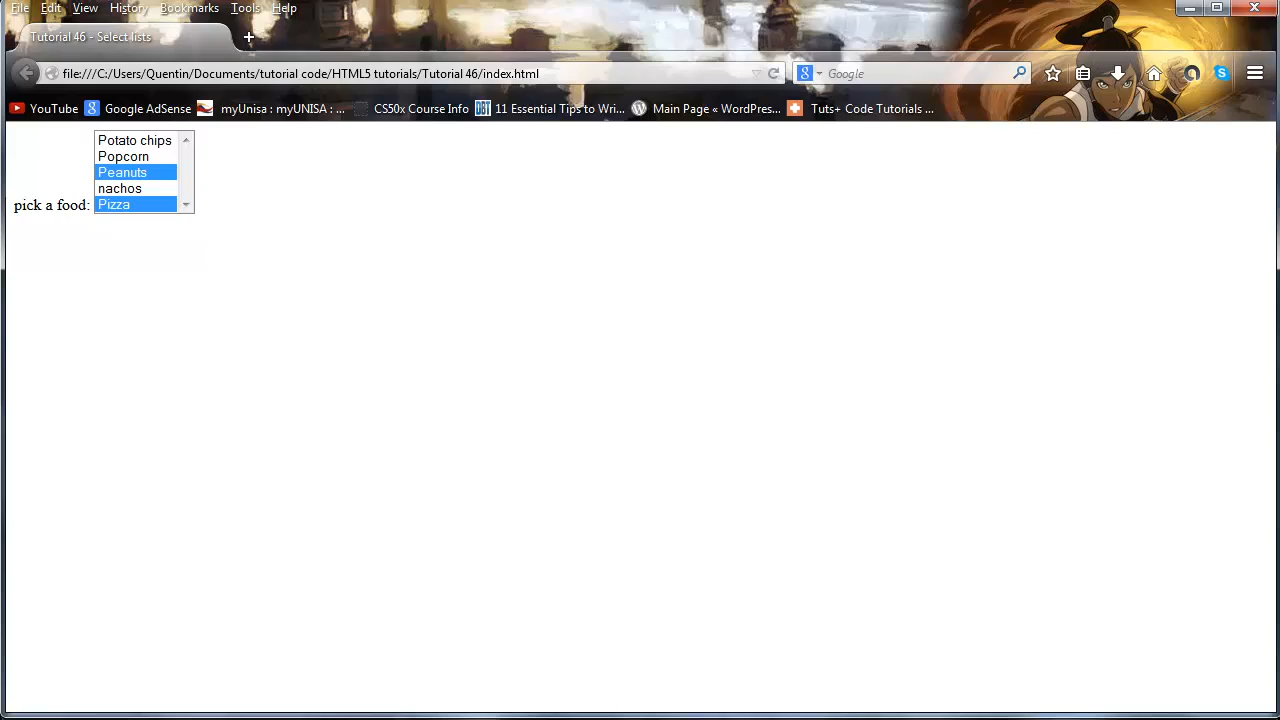 File Edit View History Bookmarks Tools Help
Tutorial 46 - Select lists
file:///C:/Users/Quentin/Documents/tutorial code/HTML5 tutorials/Tutorial 46/index.html
Google
YouTube Google AdSense myUnisa : myUNISA : ... CS50x Course Info DBT 11 Essential Tips to Wri... Main Page « WordPres... Tuts+ Code Tutorials ...
Potato chips
Popcorn
Peanuts
nachos
pick a food: Pizza